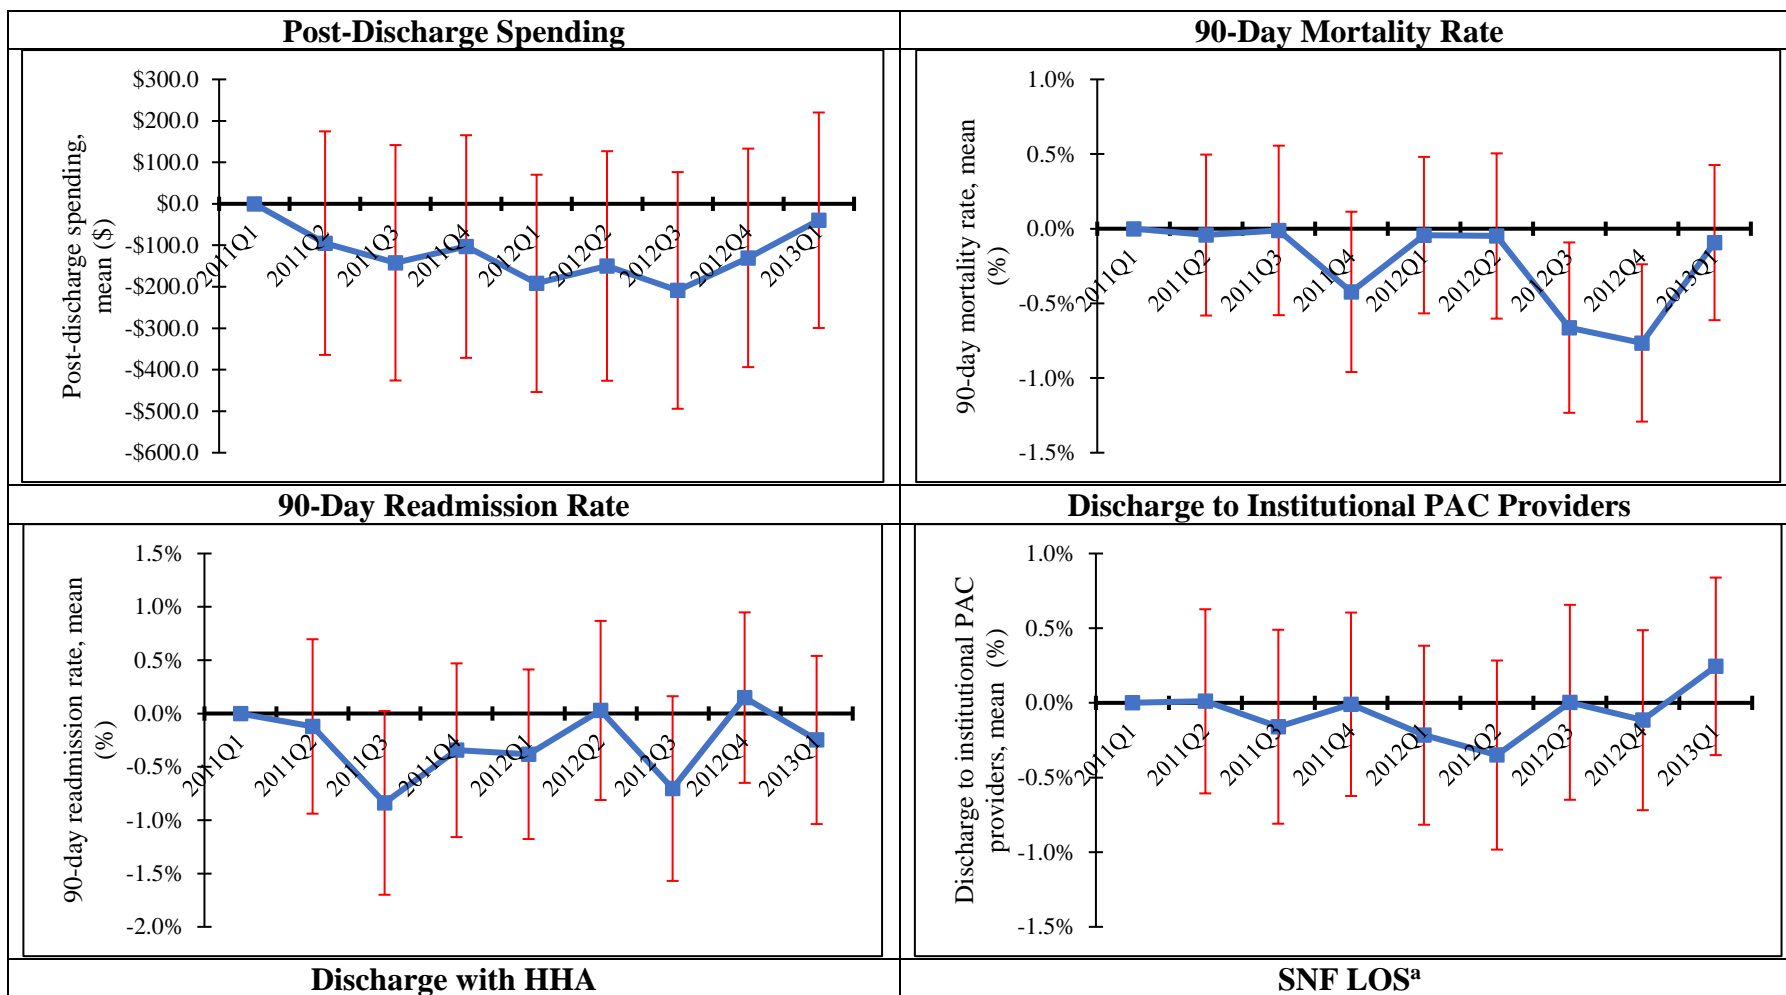 Post-Discharge Spending
Post-discharge spending,
mean ($)
$300.0
$200.0
$100.0
$0.0
-$100.0
-$200.0
-$300.0
-$400.0
-$500.0
-$600.0
2011Q1
2011Q2
2011Q3
2011Q4
2012Q1
2012Q2
2012Q3
2012Q4
2013Q1
90-Day Mortality Rate
90-day mortality rate, mean
(%)
1.0%
0.5%
0.0%
-0.5%
-1.0%
-1.5%
2011Q1
2011Q2
2011Q3
2011Q4
2012Q1
2012Q2
2012Q3
2012Q4
2013Q1
90-Day Readmission Rate
90-day readmission rate, mean
(%)
1.5%
1.0%
0.5%
0.0%
-0.5%
-1.0%
-1.5%
-2.0%
2011Q1
2011Q2
2011Q3
2011Q4
2012Q1
2012Q2
2012Q3
2012Q4
2013Q1
Discharge to Institutional PAC Providers
Discharge to institutional PAC
providers, mean (%)
1.0%
0.5%
0.0%
-0.5%
-1.0%
-1.5%
2011Q1
2011Q2
2011Q3
2011Q4
2012Q1
2012Q2
2012Q3
2012Q4
2013Q1
Discharge with HHA
SNF LOSᵃ